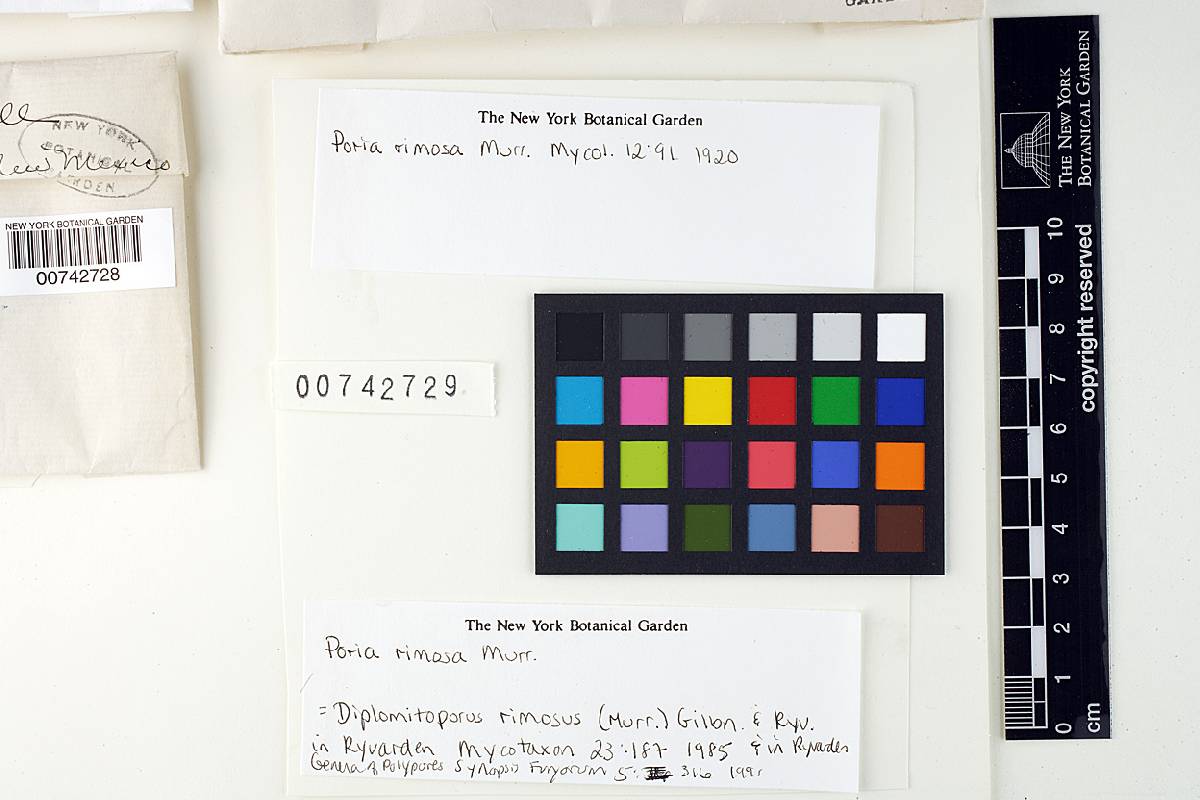 New Mexico
NEW YORK
BOTANICAL
GARDEN
NEW YORK BOTANICAL GARDEN
00742728
The New York Botanical Garden
Poria rimosa Murr. Mycol. 12:91 1920
00742729
The New York Botanical Garden
Poria rimosa Murr.
= Diplomitoporus rimosus (Murr.) Gilbn. & Ryv.
in Ryvarden Mycotaxon 23:187 1985 & in Ryvarden
Genera of Polypores Synopsis Fungorum 5: 316 1991
THE NEW YORK
BOTANICAL GARDEN
copyright reserved
10
9
8
7
6
5
4
3
2
1
0
cm